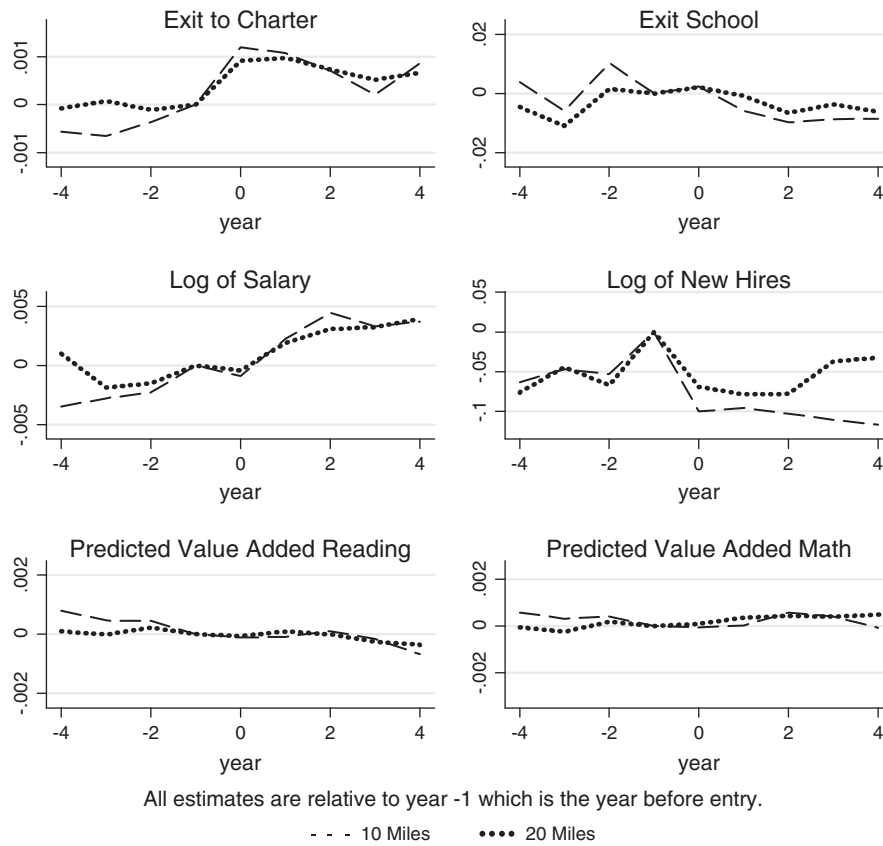 Exit to Charter
.001
0
-.001
-4 -2 0 2 4
year
Exit School
.02
0
-.02
-4 -2 0 2 4
year
Log of Salary
.005
0
-.005
-4 -2 0 2 4
year
Log of New Hires
.05
0
-.05
-.1
-4 -2 0 2 4
year
Predicted Value Added Reading
.002
0
-.002
-4 -2 0 2 4
year
Predicted Value Added Math
.002
0
-.002
-4 -2 0 2 4
year
All estimates are relative to year -1 which is the year before entry.
10 Miles 20 Miles